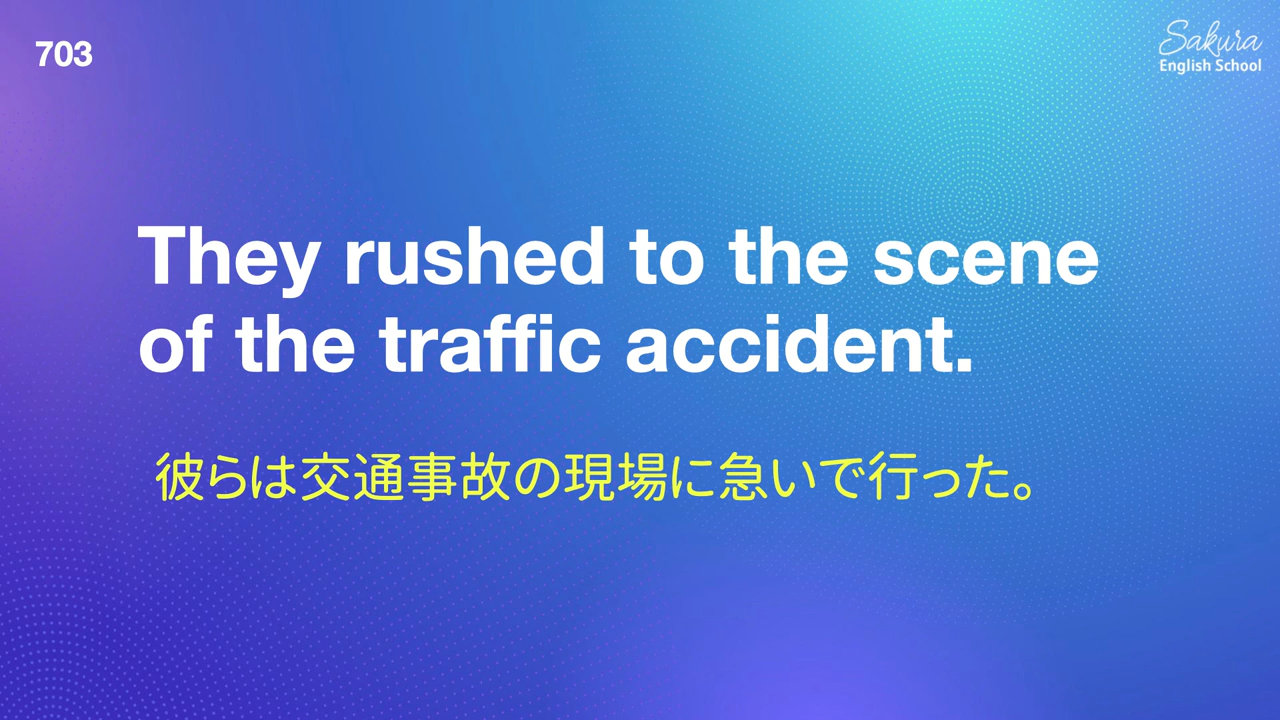 703
Sakura
English School
They rushed to the scene
of the traffic accident.
彼らは交通事故の現場に急いで行った。